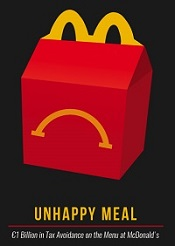 UNHAPPY MEAL
€1 Billion in Tax Avoidance on the Menu at McDonald's